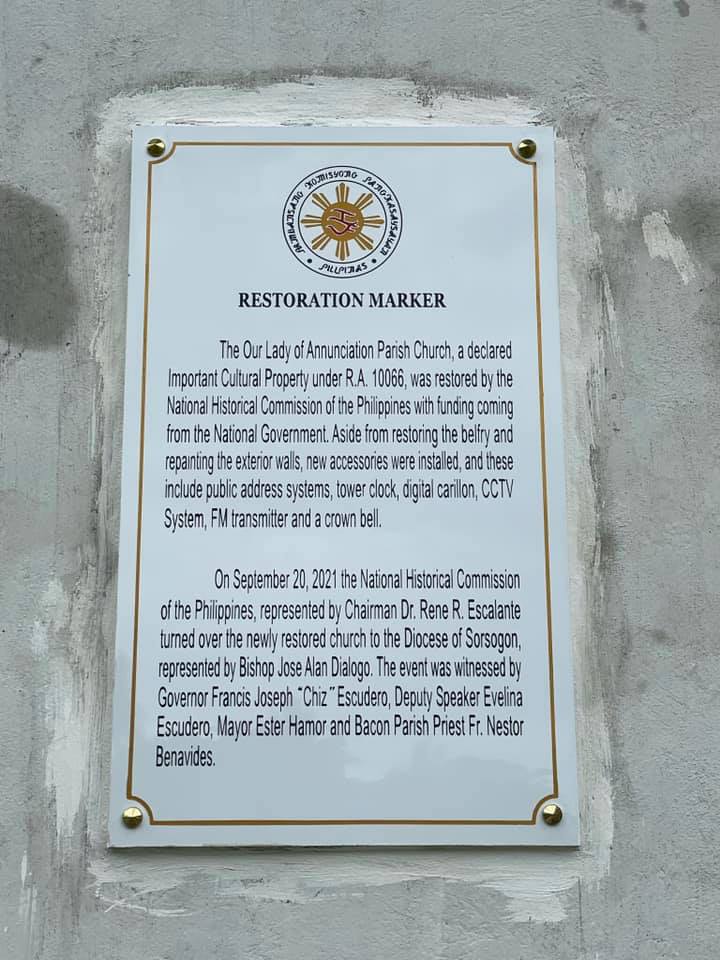 PAMBANSANG KOMISYONG PANGKASAYSAYAN
PILIPINAS
RESTORATION MARKER
The Our Lady of Annunciation Parish Church, a declared
Important Cultural Property under R.A. 10066, was restored by the
National Historical Commission of the Philippines with funding coming
from the National Government. Aside from restoring the belfry and
repainting the exterior walls, new accessories were installed, and these
include public address systems, tower clock, digital carillon, CCTV
System, FM transmitter and a crown bell.
On September 20, 2021 the National Historical Commission
of the Philippines, represented by Chairman Dr. Rene R. Escalante
turned over the newly restored church to the Diocese of Sorsogon,
represented by Bishop Jose Alan Dialogo. The event was witnessed by
Governor Francis Joseph “Chiz” Escudero, Deputy Speaker Evelina
Escudero, Mayor Ester Hamor and Bacon Parish Priest Fr. Nestor
Benavides.